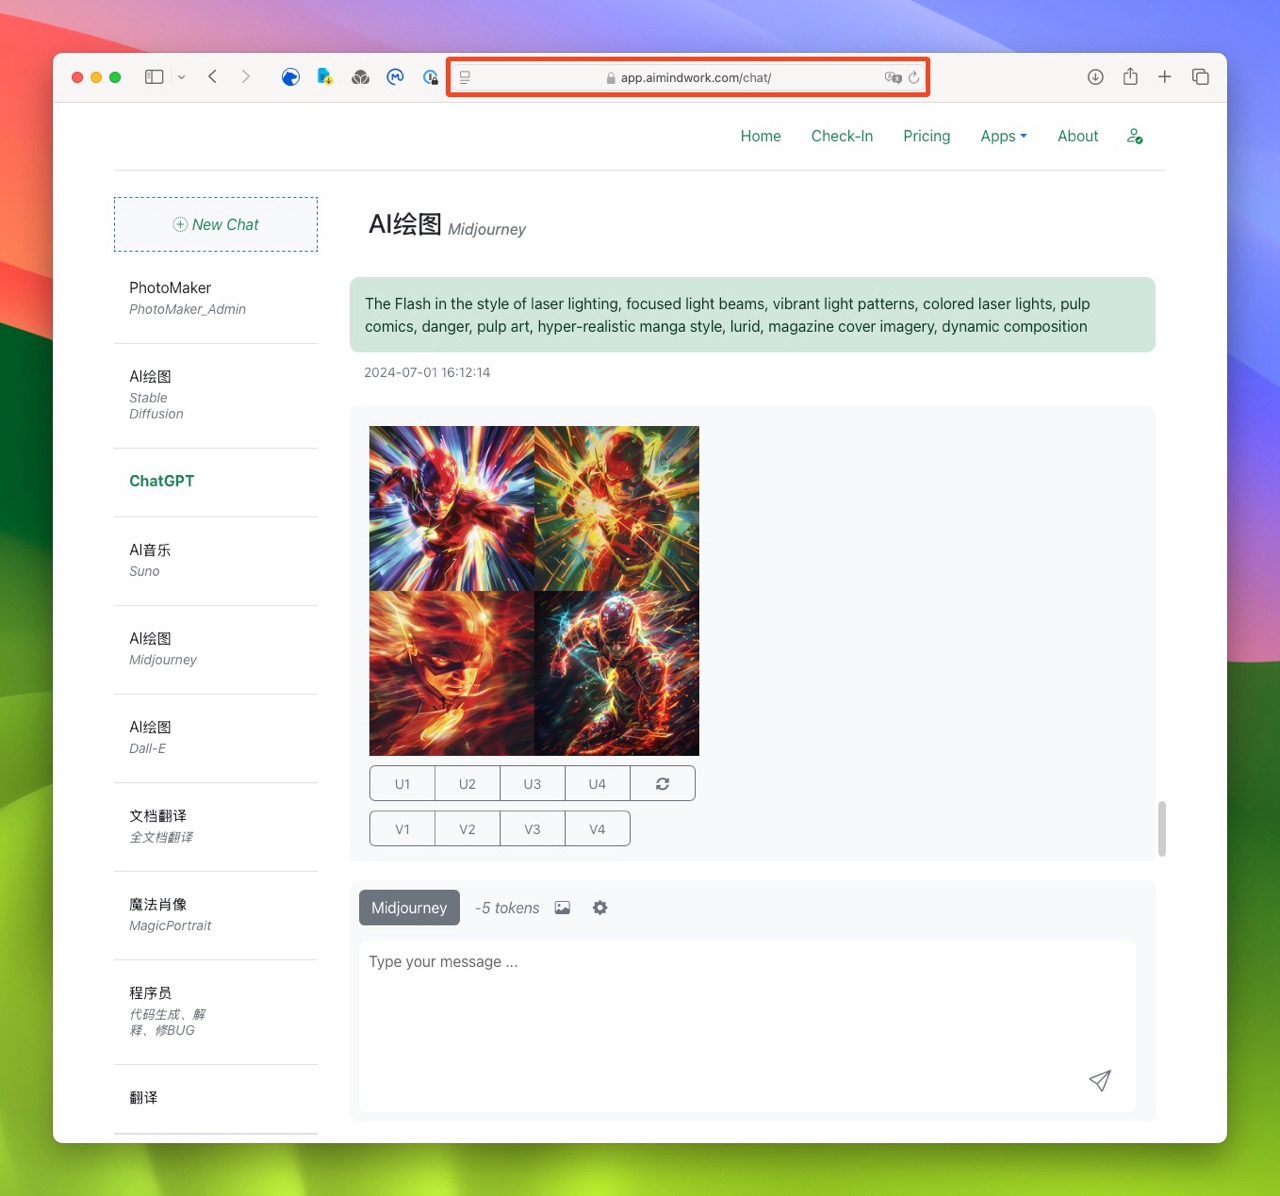 app.aimindwork.com/chat/
Home
Check-In
Pricing
Apps
About
New Chat
PhotoMaker
PhotoMaker_Admin
AI绘图
Stable
Diffusion
ChatGPT
AI音乐
Suno
AI绘图
Midjourney
AI绘图
Dall-E
文档翻译
全文档翻译
魔法肖像
MagicPortrait
程序员
代码生成、解
释、修BUG
翻译
AI绘图 Midjourney
The Flash in the style of laser lighting, focused light beams, vibrant light patterns, colored laser lights, pulp
comics, danger, pulp art, hyper-realistic manga style, lurid, magazine cover imagery, dynamic composition
2024-07-01 16:12:14
U1
U2
U3
U4
V1
V2
V3
V4
Midjourney
-5 tokens
Type your message ...